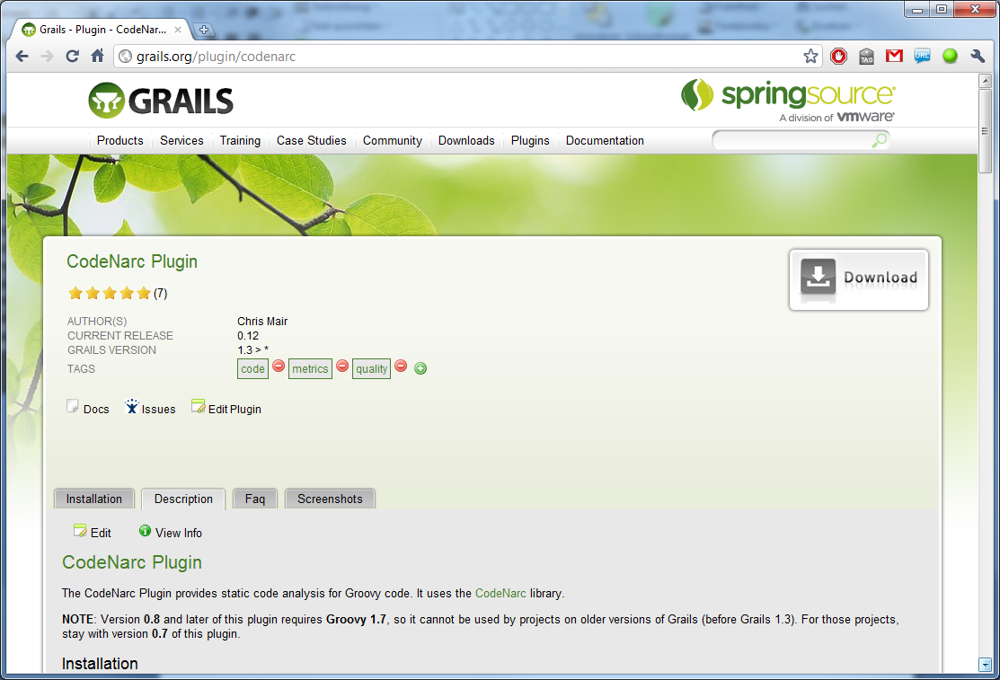 Grails - Plugin - CodeNar...
grails.org/plugin/codenarc
TAG
URL
GRAILS
springsource
A division of vmware
Products Services Training Case Studies Community Downloads Plugins Documentation
CodeNarc Plugin
Download
(7)
AUTHOR(S) Chris Mair
CURRENT RELEASE 0.12
GRAILS VERSION 1.3 > *
TAGS code metrics quality
Docs Issues Edit Plugin
Installation Description Faq Screenshots
Edit View Info
CodeNarc Plugin
The CodeNarc Plugin provides static code analysis for Groovy code. It uses the CodeNarc library.
NOTE: Version 0.8 and later of this plugin requires Groovy 1.7, so it cannot be used by projects on older versions of Grails (before Grails 1.3). For those projects,
stay with version 0.7 of this plugin.
Installation